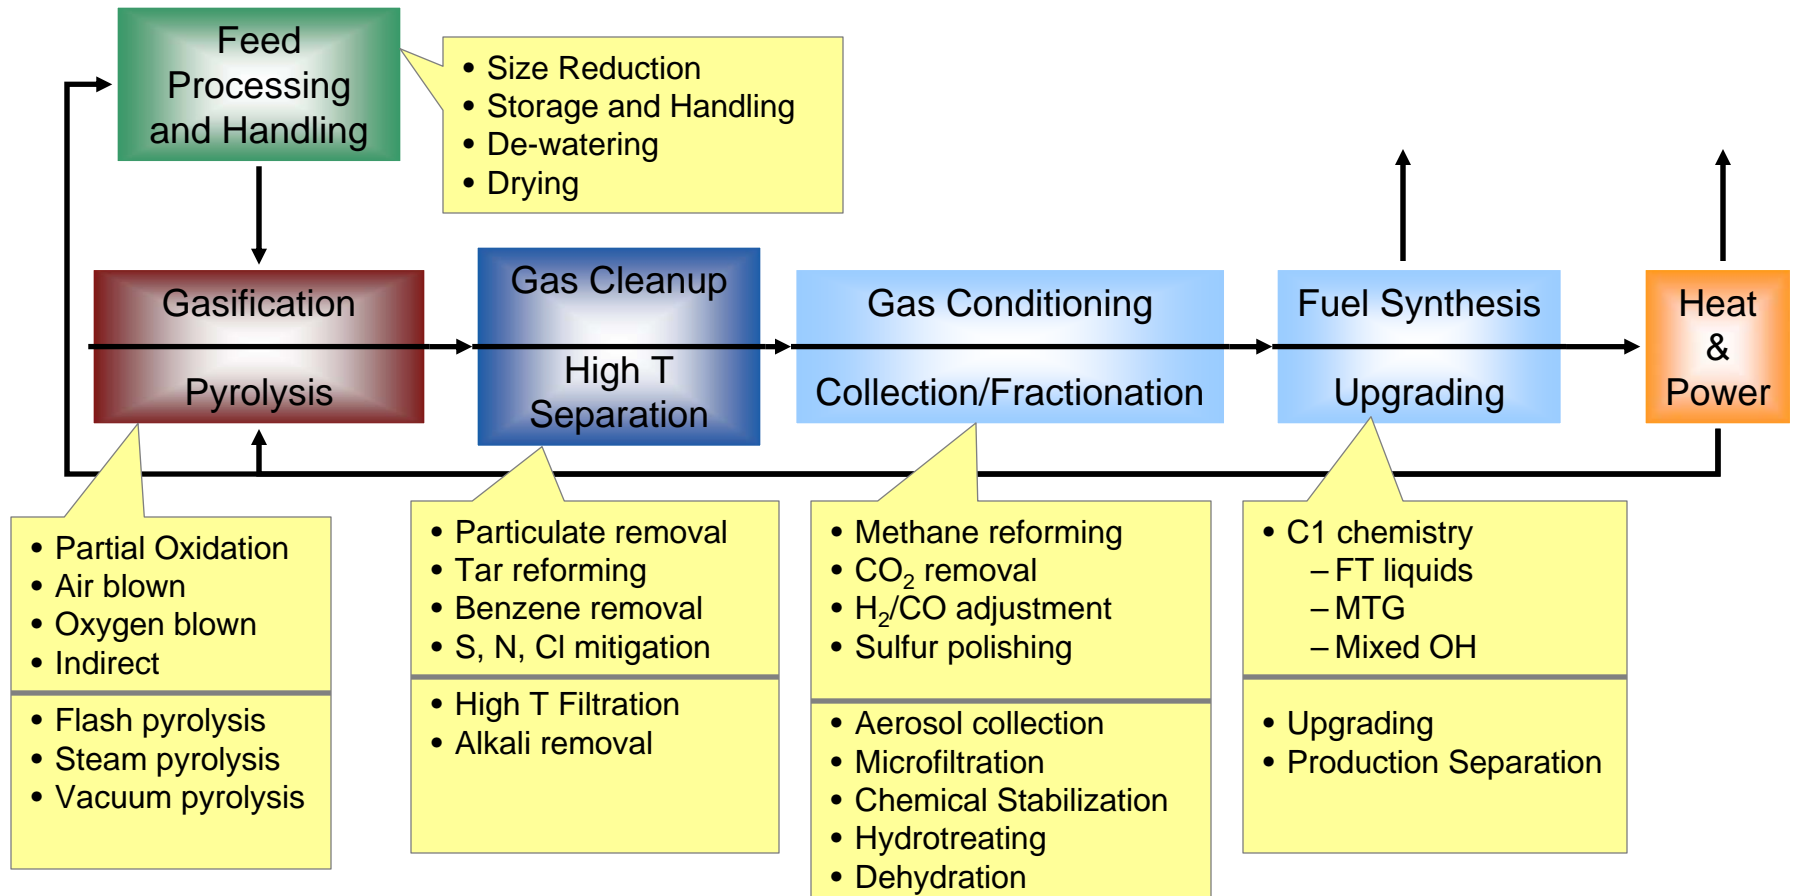 Feed
Processing
and Handling
• Size Reduction
• Storage and Handling
• De-watering
• Drying
Gasification
Pyrolysis
Gas Cleanup
High T
Separation
Gas Conditioning
Collection/Fractionation
Fuel Synthesis
Upgrading
Heat
&
Power
• Partial Oxidation
• Air blown
• Oxygen blown
• Indirect
• Flash pyrolysis
• Steam pyrolysis
• Vacuum pyrolysis
• Particulate removal
• Tar reforming
• Benzene removal
• S, N, Cl mitigation
• High T Filtration
• Alkali removal
• Methane reforming
• CO₂ removal
• H₂/CO adjustment
• Sulfur polishing
• Aerosol collection
• Microfiltration
• Chemical Stabilization
• Hydrotreating
• Dehydration
• C1 chemistry
– FT liquids
– MTG
– Mixed OH
• Upgrading
• Production Separation